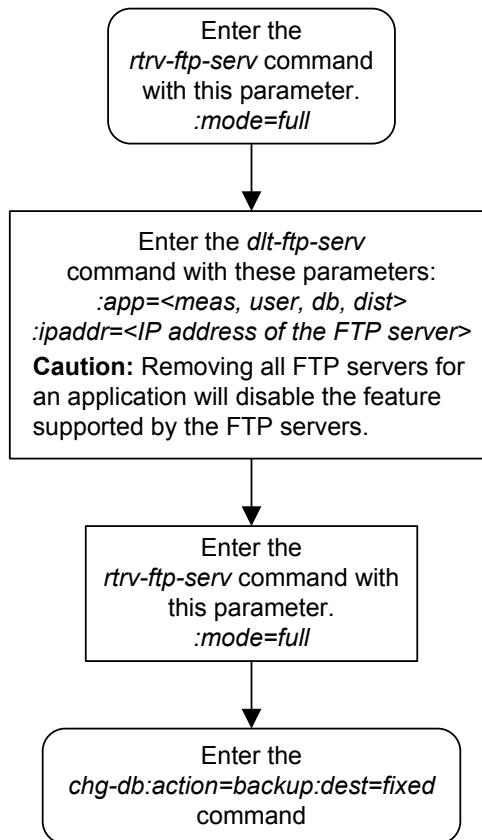 Enter the
rtrv-ftp-serv command
with this parameter.
:mode=full
Enter the dlt-ftp-serv
command with these parameters:
:app=<meas, user, db, dist>
:ipaddr=<IP address of the FTP server>
Caution: Removing all FTP servers for
an application will disable the feature
supported by the FTP servers.
Enter the
rtrv-ftp-serv command with
this parameter.
:mode=full
Enter the
chg-db:action=backup:dest=fixed
command